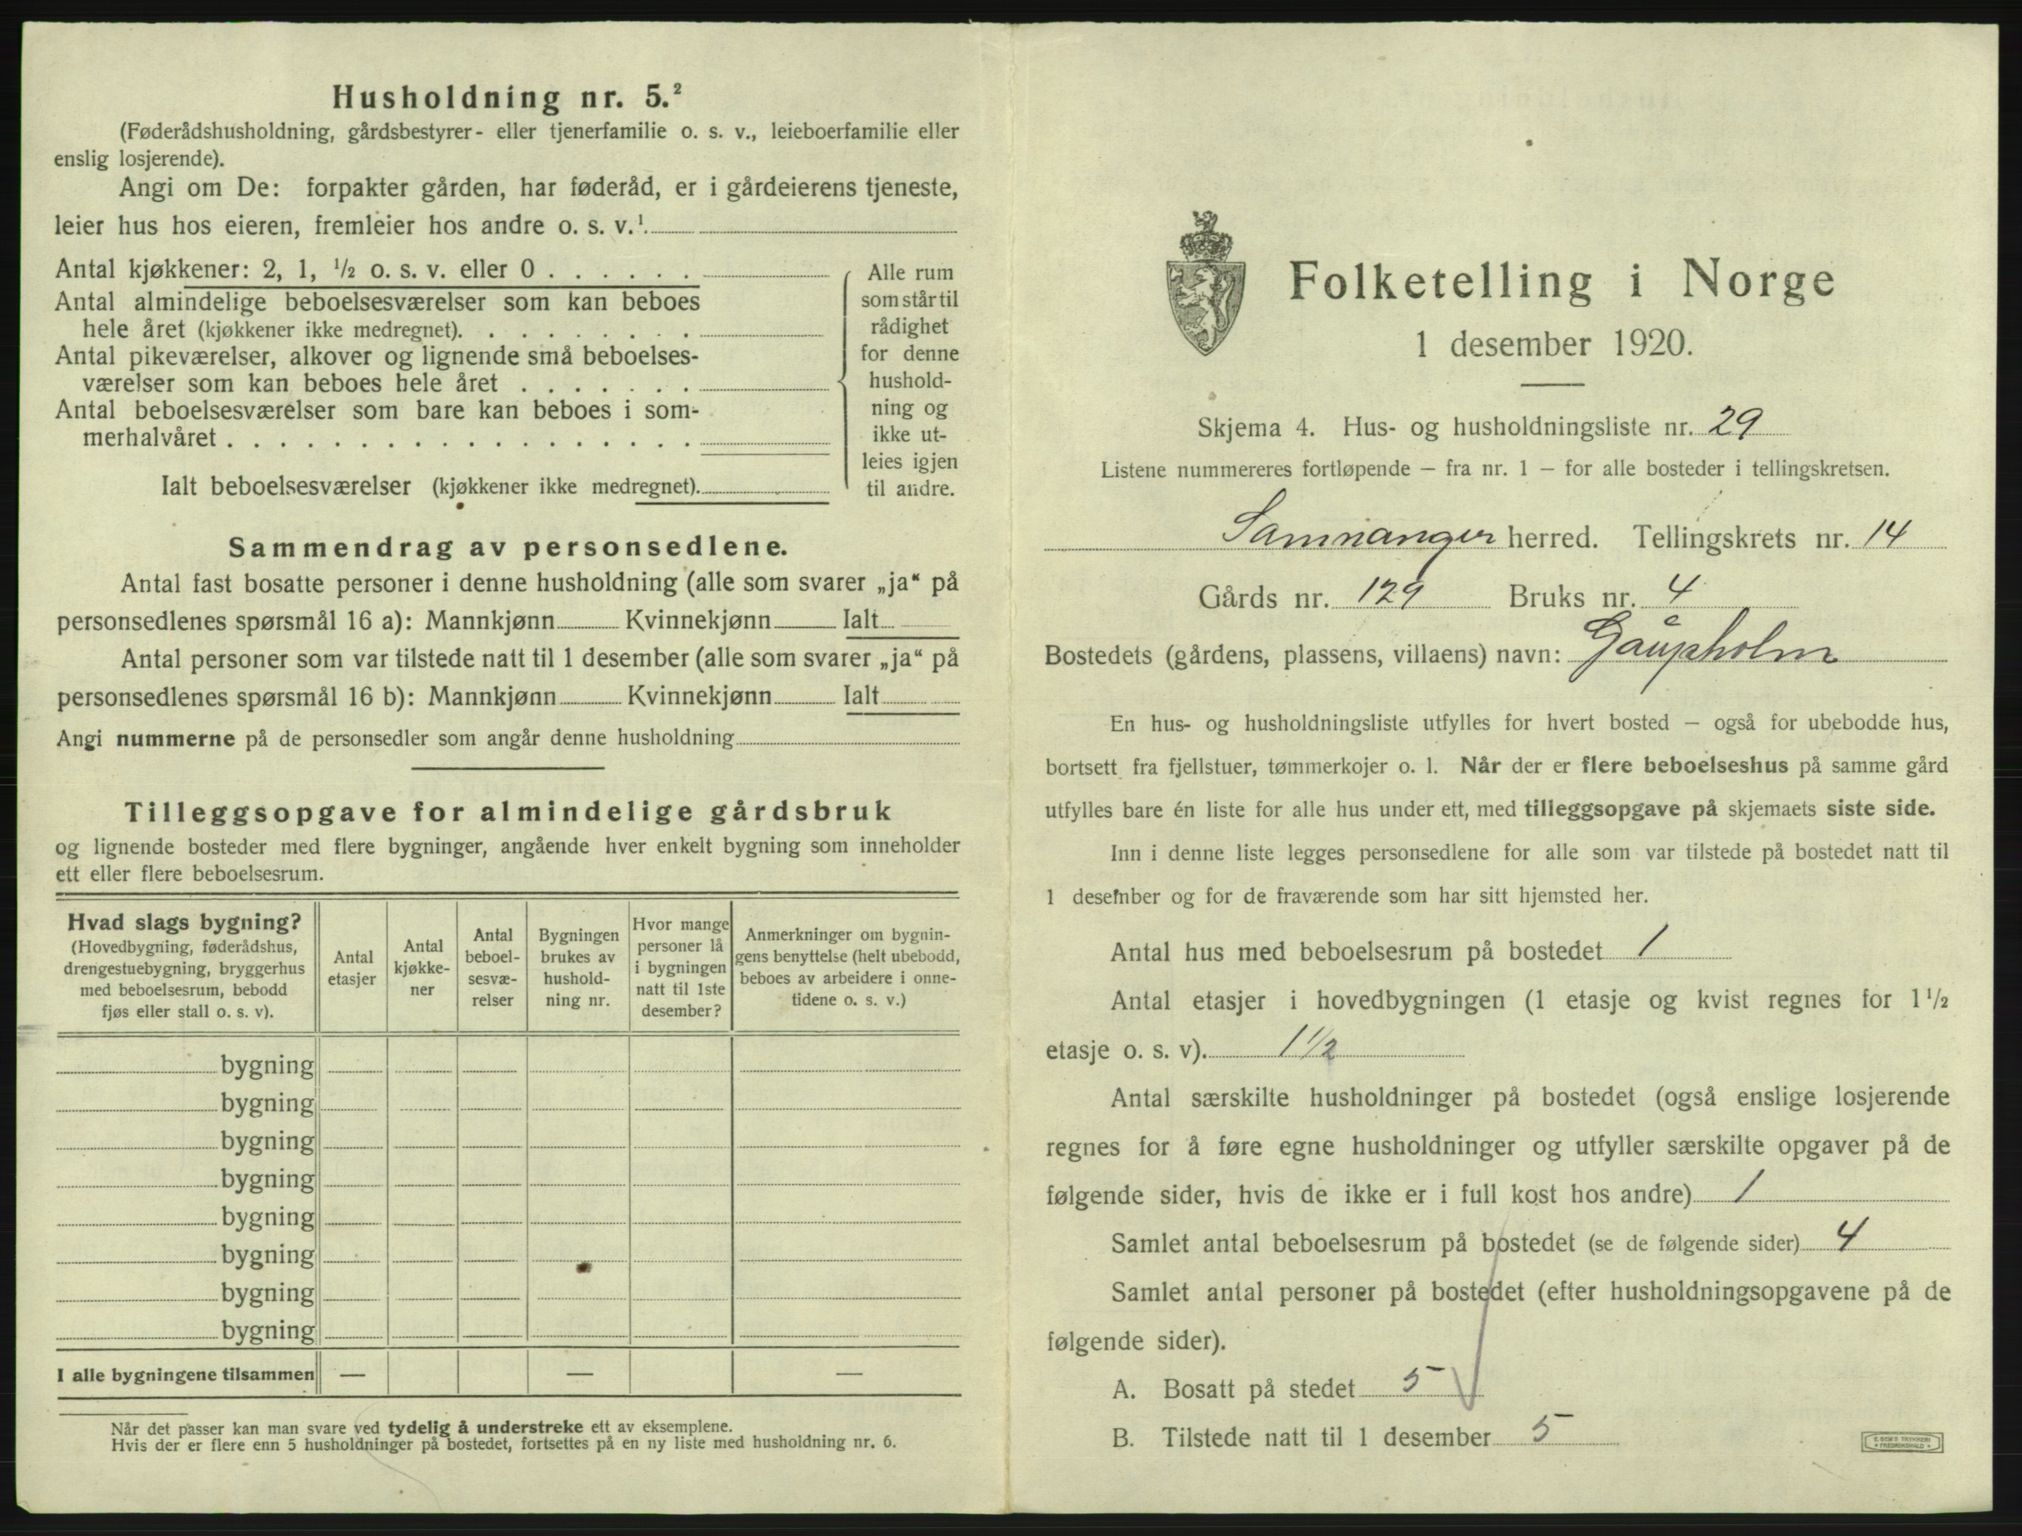 Husholdning nr. 5.²
(Føderådshusholdning, gårdsbestyrer- eller tjenerfamilie o. s. v., leieboerfamilie eller
enslig losjerende).
Angi om De: forpakter gården, har føderåd, er i gårdeierens tjeneste,
leier hus hos eieren, fremleier hos andre o. s. v.¹
Antal kjøkkener: 2, 1, ½ o. s. v. eller 0 . . . . . .
Antal almindelige beboelsesværelser som kan beboes
hele året (kjøkkener ikke medregnet). . . . . . . . .
Antal pikeværelser, alkover og lignende små beboelses-
værelser som kan beboes hele året . . . . . . .
Antal beboelsesværelser som bare kan beboes i som-
merhalvåret . . . . . . . . . . . . . . . . . .
Ialt beboelsesværelser (kjøkkener ikke medregnet).
Alle rum
som står til
rådighet
for denne
hushold-
ning og
ikke ut-
leies igjen
til andre.
Sammendrag av personsedlene.
Antal fast bosatte personer i denne husholdning (alle som svarer „ja“ på
personsedlenes spørsmål 16 a): Mannkjønn Kvinnekjønn Ialt
Antal personer som var tilstede natt til 1 desember (alle som svarer „ja“ på
personsedlenes spørsmål 16 b): Mannkjønn Kvinnekjønn Ialt
Angi nummerne på de personsedler som angår denne husholdning
Tilleggsopgave for almindelige gårdsbruk
og lignende bosteder med flere bygninger, angående hver enkelt bygning som inneholder
ett eller flere beboelsesrum.
Hvad slags bygning?
(Hovedbygning, føderådshus,
drengestuebygning, bryggerhus
med beboelsesrum, bebodd
fjøs eller stall o. s. v).
Antal
etasjer
Antal
kjøkke-
ner
Antal
beboel-
sesvæ-
relser
Bygningen
brukes av
hushold-
ning nr.
Hvor mange
personer lå
i bygningen
natt til 1ste
desember?
Anmerkninger om bygnin-
gens benyttelse (helt ubebodd,
beboes av arbeidere i onne-
tidene o. s. v.)
bygning
bygning
bygning
bygning
bygning
bygning
bygning
bygning
I alle bygningene tilsammen — — —
Når det passer kan man svare ved tydelig å understreke ett av eksemplene.
Hvis der er flere enn 5 husholdninger på bostedet, fortsettes på en ny liste med husholdning nr. 6.
Folketelling i Norge
1 desember 1920.
Skjema 4. Hus- og husholdningsliste nr. 29
Listene nummereres fortløpende – fra nr. 1 – for alle bosteder i tellingskretsen.
Samnanger herred. Tellingskrets nr. 14
Gårds nr. 129 Bruks nr. 4
Bostedets (gårdens, plassens, villaens) navn: Gåupholm
En hus- og husholdningsliste utfylles for hvert bosted – også for ubebodde hus,
bortsett fra fjellstuer, tømmerkojer o. l. Når der er flere beboelseshus på samme gård
utfylles bare én liste for alle hus under ett, med tilleggsopgave på skjemaets siste side.
Inn i denne liste legges personsedlene for alle som var tilstede på bostedet natt til
1 desember og for de fraværende som har sitt hjemsted her.
Antal hus med beboelsesrum på bostedet 1
Antal etasjer i hovedbygningen (1 etasje og kvist regnes for 1½
etasje o. s. v). 1½
Antal særskilte husholdninger på bostedet (også enslige losjerende
regnes for å føre egne husholdninger og utfyller særskilte opgaver på de
følgende sider, hvis de ikke er i full kost hos andre) 1
Samlet antal beboelsesrum på bostedet (se de følgende sider) 4
Samlet antal personer på bostedet (efter husholdningsopgavene på de
følgende sider).
A. Bosatt på stedet 5
B. Tilstede natt til 1 desember 5